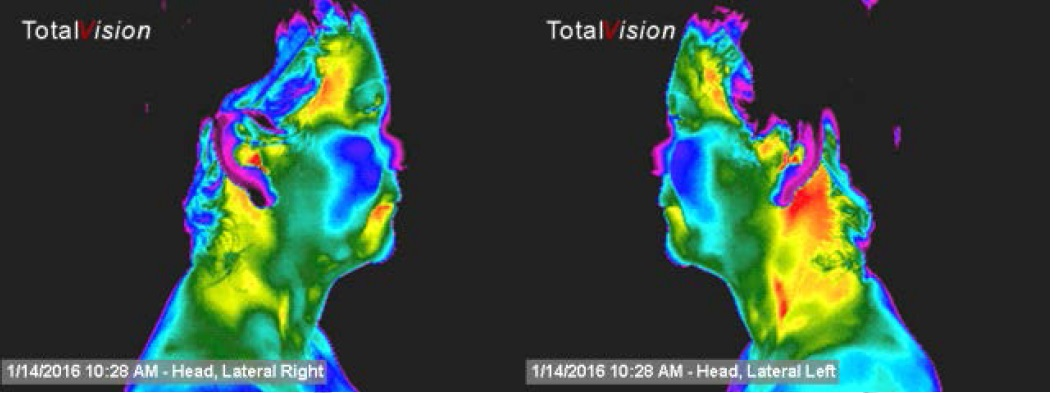 TotalVision
TotalVision
1/14/2016 10:28 AM - Head, Lateral Right
1/14/2016 10:28 AM - Head, Lateral Left